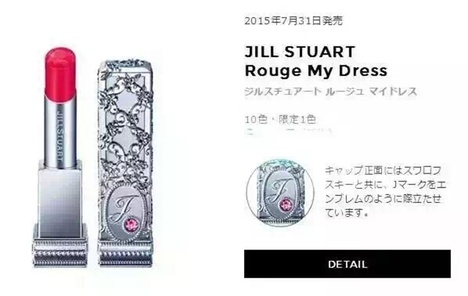 2015年7月31日発売
JILL STUART
Rouge My Dress
ジルスチュアート ルージュ マイドレス
10色・限定1色
キャップ正面にはスワロフ
スキーと共に、Jマークをエ
ンブレムのように際立たせ
ています。
DETAIL
JILL STUART
J
J